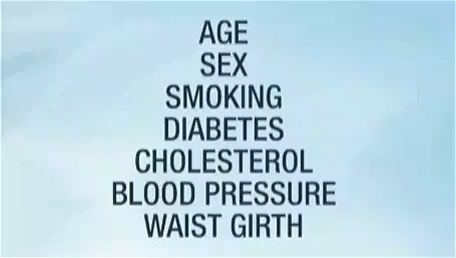 AGE
SEX
SMOKING
DIABETES
CHOLESTEROL
BLOOD PRESSURE
WAIST GIRTH